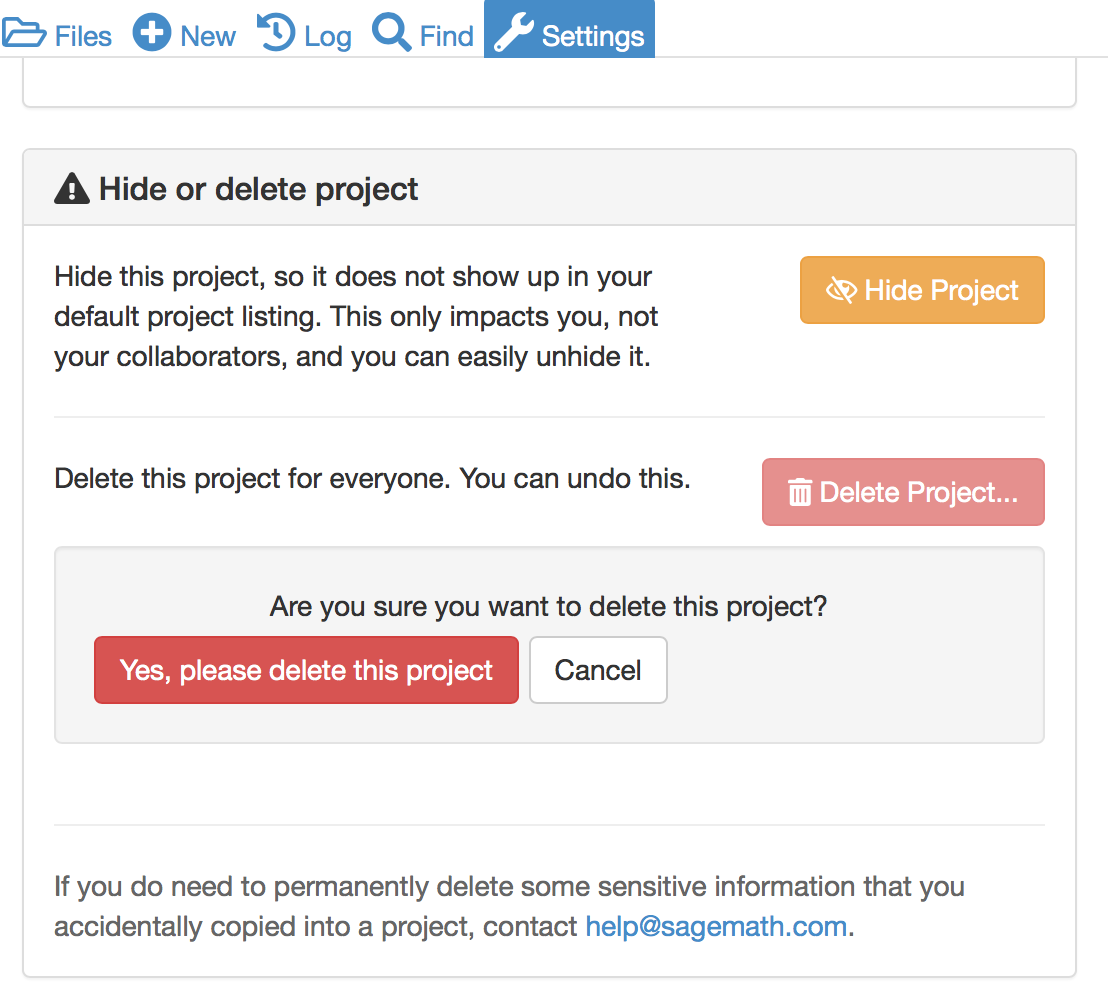 Files New Log Find Settings
Hide or delete project
Hide this project, so it does not show up in your
default project listing. This only impacts you, not
your collaborators, and you can easily unhide it.
Hide Project
Delete this project for everyone. You can undo this.
Delete Project...
Are you sure you want to delete this project?
Yes, please delete this project Cancel
If you do need to permanently delete some sensitive information that you
accidentally copied into a project, contact help@sagemath.com.